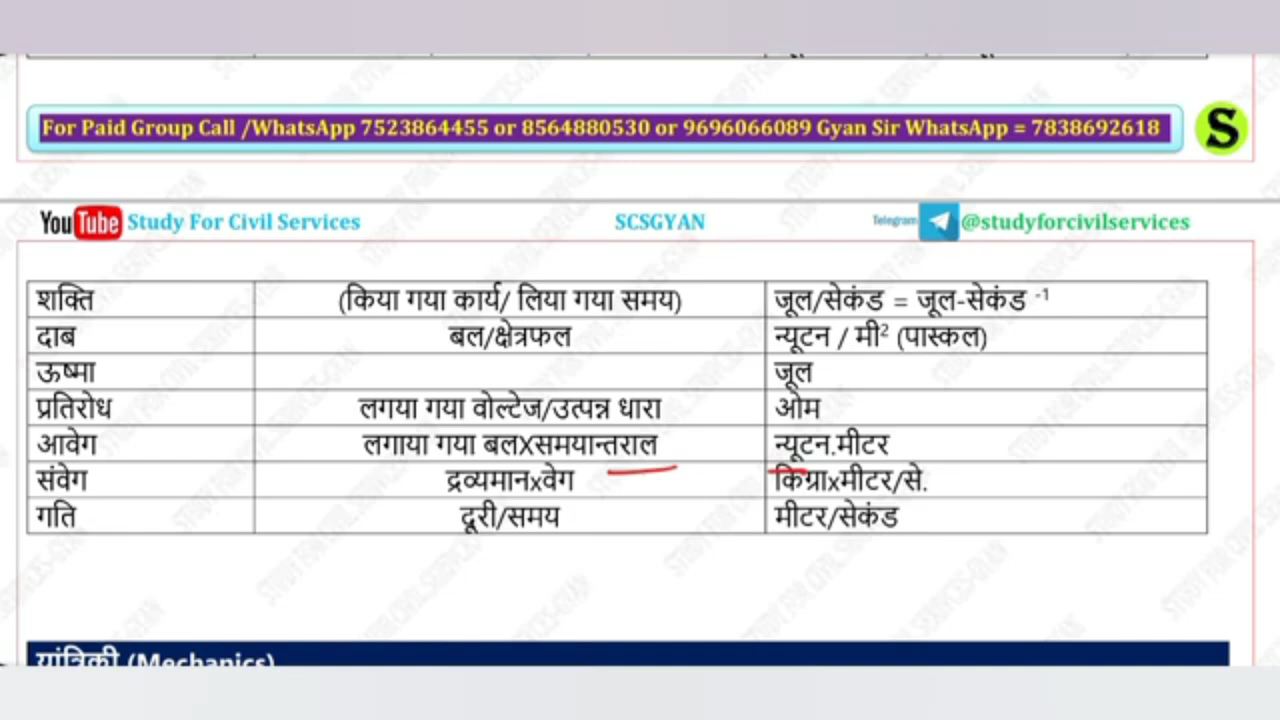 For Paid Group Call /WhatsApp 7523864455 or 8564880530 or 9696066089 Gyan Sir WhatsApp = 7838692618 S
YouTube Study For Civil Services SCSGYAN Telegram @studyforcivilservices
शक्ति (किया गया कार्य/ लिया गया समय) जूल/सेकंड = जूल-सेकंड -1
दाब बल/क्षेत्रफल न्यूटन / मी² (पास्कल)
ऊष्मा जूल
प्रतिरोध लगया गया वोल्टेज/उत्पन्न धारा ओम
आवेग लगाया गया बलXसमयान्तराल न्यूटन.मीटर
संवेग द्रव्यमानxवेग किग्राxमीटर/से.
गति दूरी/समय मीटर/सेकंड
यांत्रिकी (Mechanics)